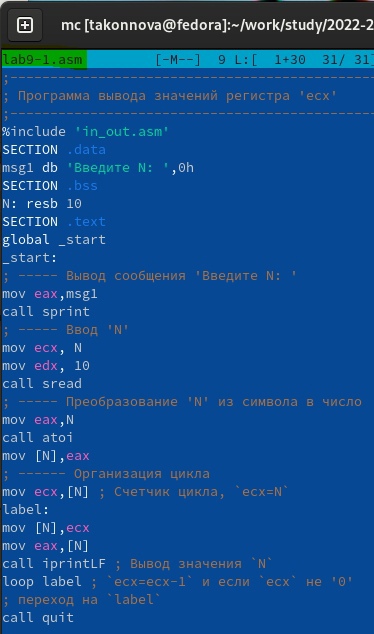 mc [takonnova@fedora]:~/work/study/2022-2
lab9-1.asm [-M--] 9 L:[ 1+30 31/ 31]
;-----------------------------------------------
; Программа вывода значений регистра 'ecx'
;-----------------------------------------------
%include 'in_out.asm'
SECTION .data
msg1 db 'Введите N: ',0h
SECTION .bss
N: resb 10
SECTION .text
global _start
_start:
; ----- Вывод сообщения 'Введите N: '
mov eax,msg1
call sprint
; ----- Ввод 'N'
mov ecx, N
mov edx, 10
call sread
; ----- Преобразование 'N' из символа в число
mov eax,N
call atoi
mov [N],eax
; ------ Организация цикла
mov ecx,[N] ; Счетчик цикла, `ecx=N`
label:
mov [N],ecx
mov eax,[N]
call iprintLF ; Вывод значения `N`
loop label ; `ecx=ecx-1` и если `ecx` не '0'
; переход на `label`
call quit